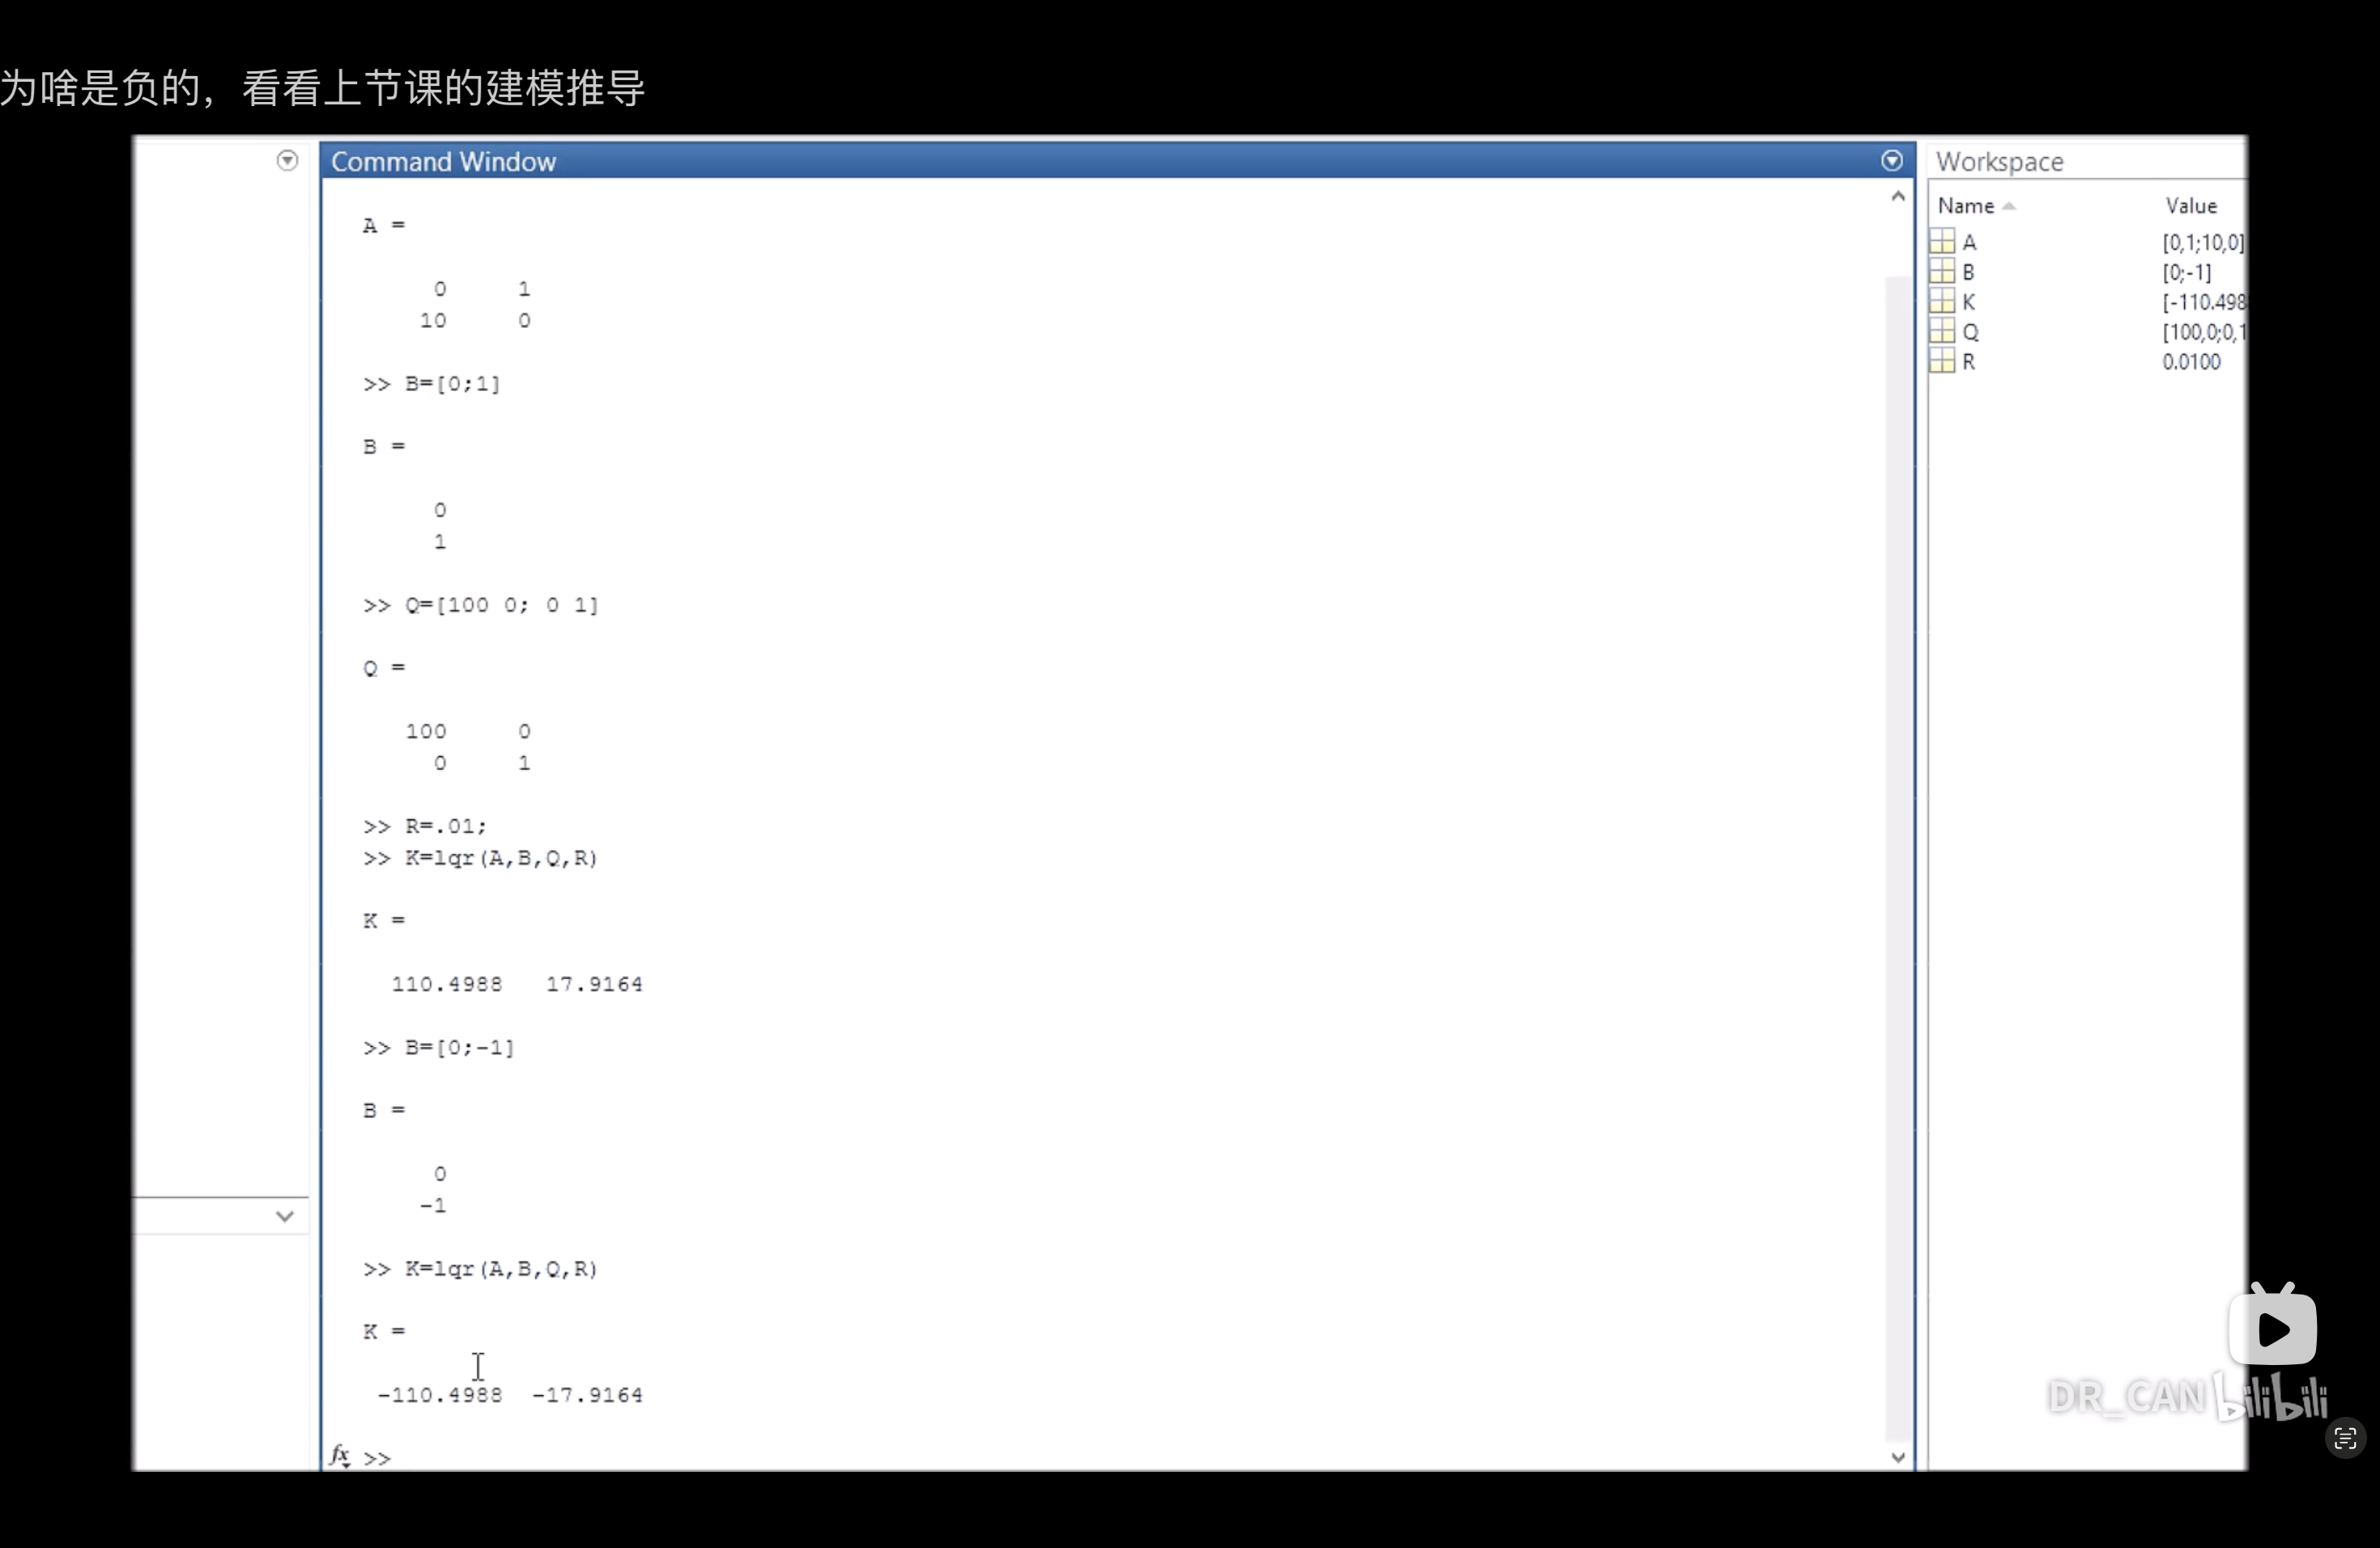 为啥是负的，看看上节课的建模推导
Command Window
A =
0 1
10 0
>> B=[0;1]
B =
0
1
>> Q=[100 0; 0 1]
Q =
100 0
0 1
>> R=.01;
>> K=lqr(A,B,Q,R)
K =
110.4988 17.9164
>> B=[0;-1]
B =
0
-1
>> K=lqr(A,B,Q,R)
K =
-110.4988 -17.9164
fx >>
Workspace
Name Value
A [0,1;10,0]
B [0;-1]
K [-110.498
Q [100,0;0,1
R 0.0100
DR_CAN bilibili